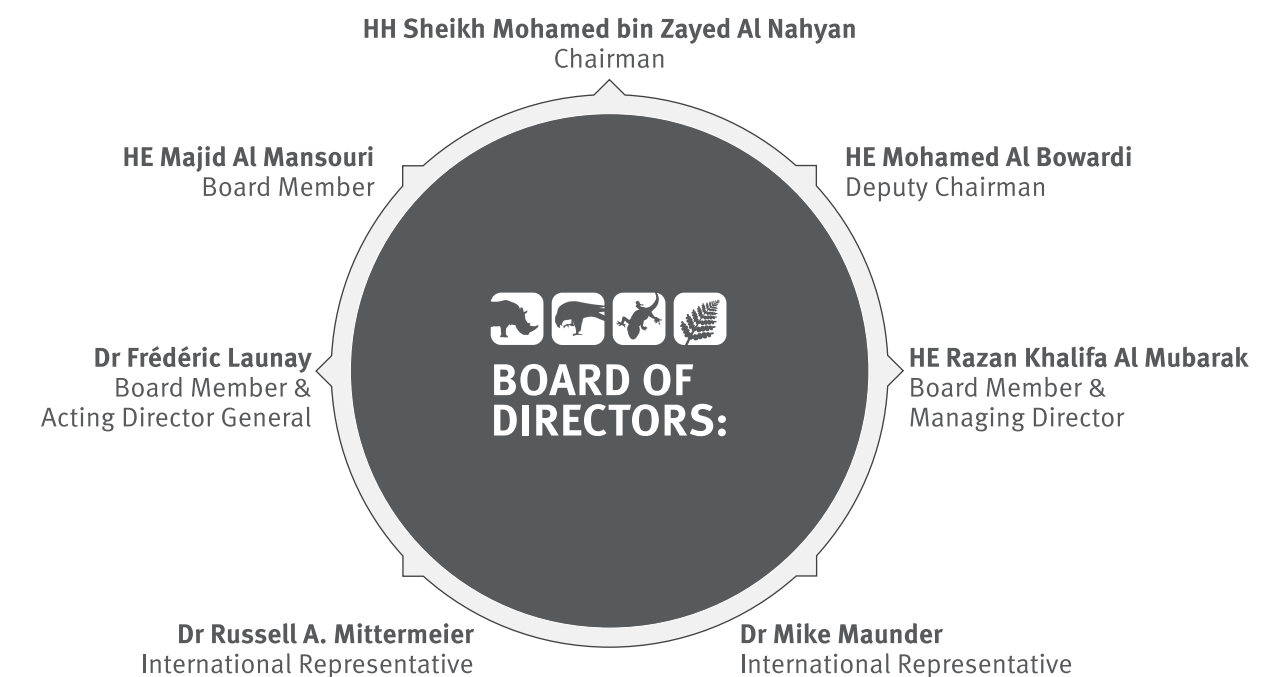 HH Sheikh Mohamed bin Zayed Al Nahyan
Chairman
HE Majid Al Mansouri
Board Member
HE Mohamed Al Bowardi
Deputy Chairman
Dr Frédéric Launay
Board Member &
Acting Director General
BOARD OF
DIRECTORS:
HE Razan Khalifa Al Mubarak
Board Member &
Managing Director
Dr Russell A. Mittermeier
International Representative
Dr Mike Maunder
International Representative